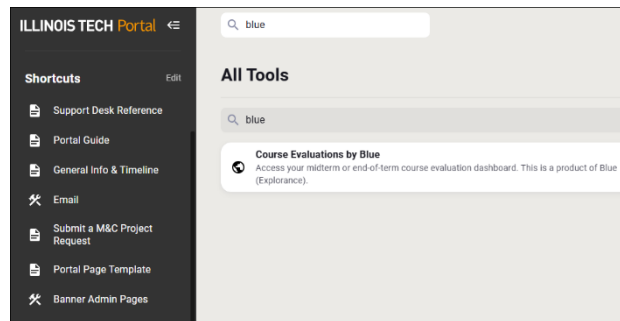 ILLINOIS TECH Portal
Shortcuts
Edit
Support Desk Reference
Portal Guide
General Info & Timeline
Email
Submit a M&C Project
Request
Portal Page Template
Banner Admin Pages
blue
All Tools
blue
Course Evaluations by Blue
Access your midterm or end-of-term course evaluation dashboard. This is a product of Blue
(Explorance).